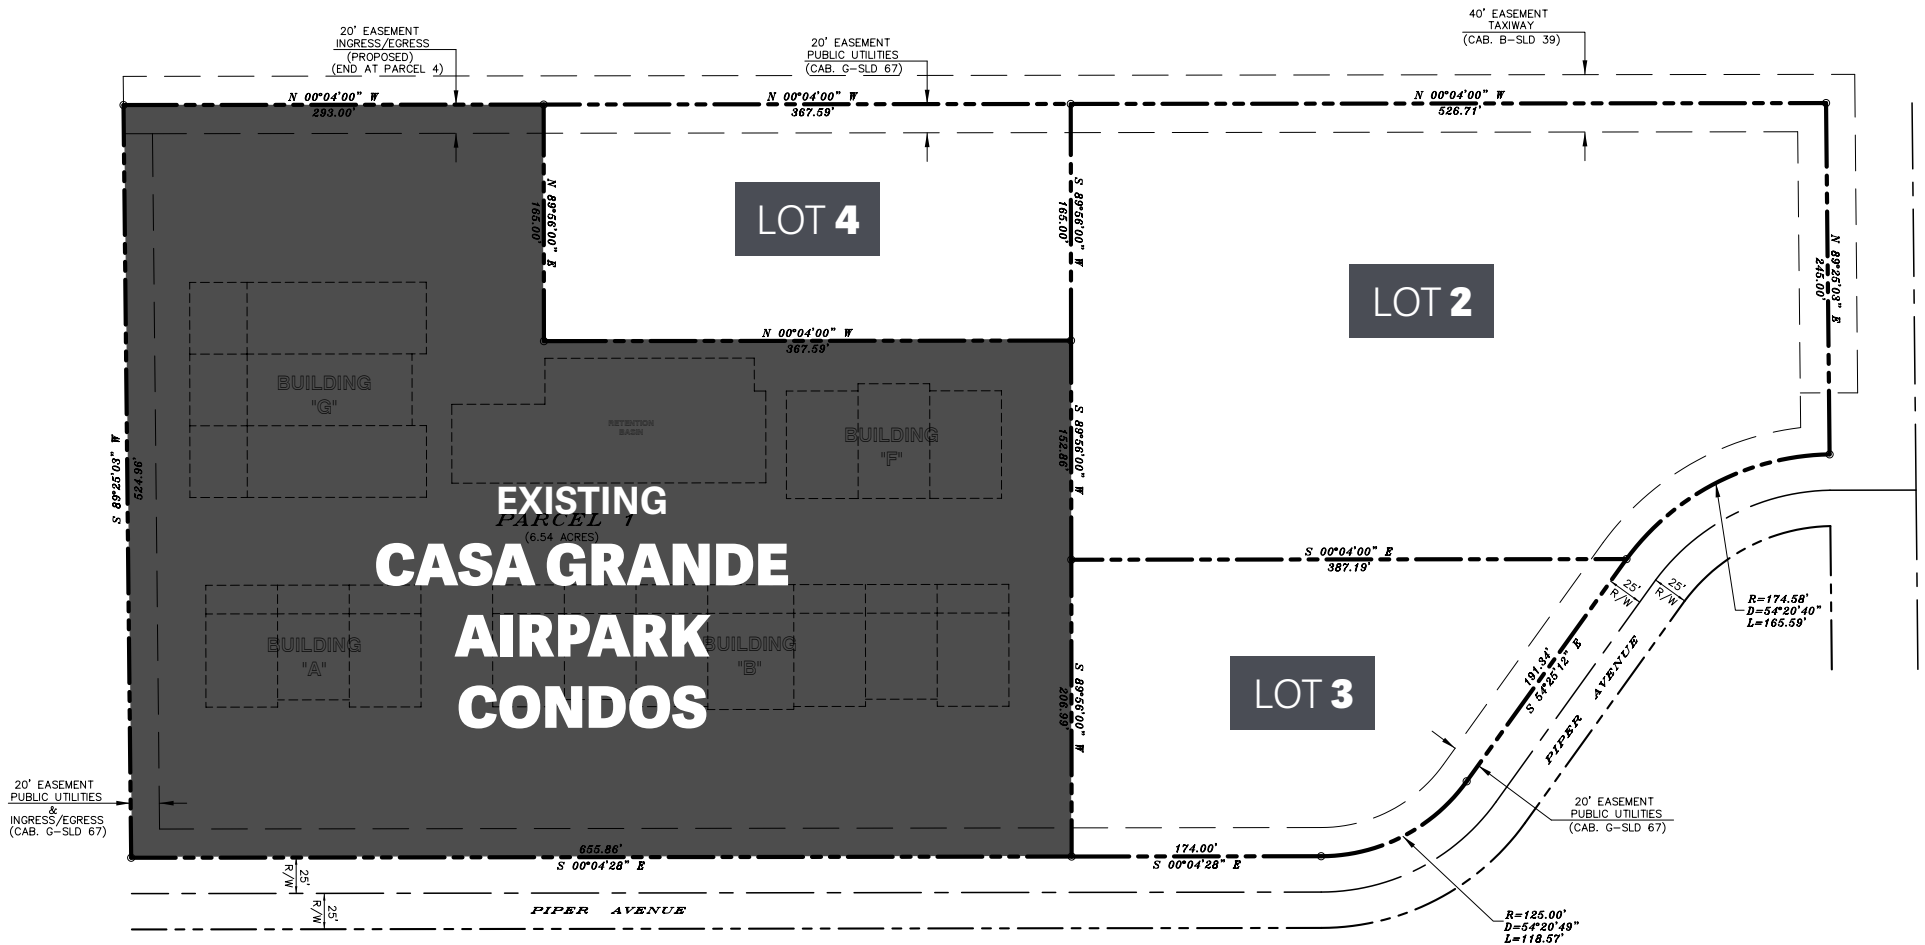 20' EASEMENT
INGRESS/EGRESS
(PROPOSED)
(END AT PARCEL 4)
20' EASEMENT
PUBLIC UTILITIES
(CAB. G-SLD 67)
40' EASEMENT
TAXIWAY
(CAB. B-SLD 39)
N 00°04'00" W
293.00'
N 00°04'00" W
367.59'
N 00°04'00" W
526.71'
N 89°56'00" E
165.00'
LOT 4
S 89°56'00" W
165.00'
LOT 2
N 89°25'03" E
245.00'
N 00°04'00" W
367.59'
BUILDING
"G"
RETENTION
BASIN
BUILDING
"F"
S 89°56'00" W
152.86'
S 89°25'03" W
524.96'
EXISTING
PARCEL 1
(6.54 ACRES)
CASA GRANDE
AIRPARK
CONDOS
BUILDING
"A"
BUILDING
"B"
S 00°04'00" E
387.19'
25'
R/W
25'
R/W
R=174.58'
D=54°20'40"
L=165.59'
S 89°56'00" W
206.99'
LOT 3
191.34'
S 54°25'12" E
PIPER AVENUE
20' EASEMENT
PUBLIC UTILITIES
&
INGRESS/EGRESS
(CAB. G-SLD 67)
20' EASEMENT
PUBLIC UTILITIES
(CAB. G-SLD 67)
655.86'
S 00°04'28" E
174.00'
S 00°04'28" E
25'
R/W
25'
R/W
PIPER AVENUE
R=125.00'
D=54°20'49"
L=118.57'